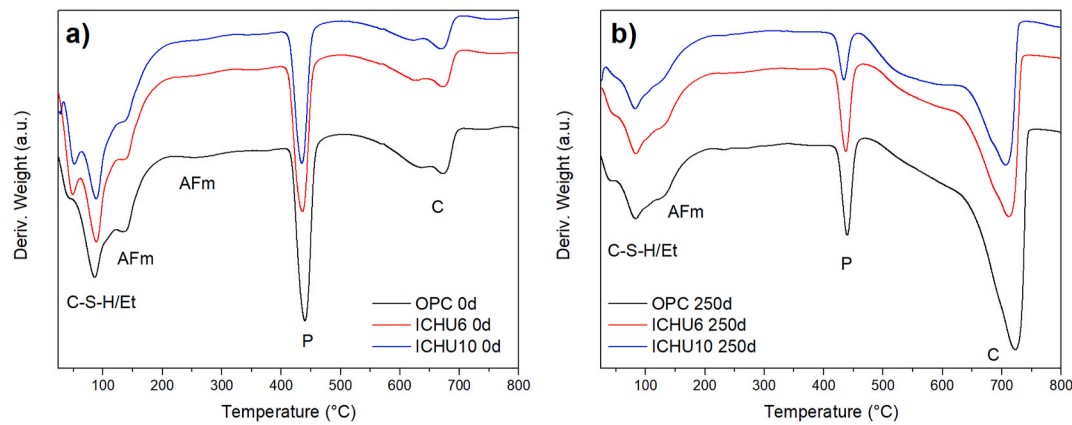 a)
Deriv. Weight (a.u.)
AFm
C
AFm
C-S-H/Et
P
OPC 0d
ICHU6 0d
ICHU10 0d
100 200 300 400 500 600 700 800
Temperature (°C)
b)
Deriv. Weight (a.u.)
AFm
C-S-H/Et
P
C
OPC 250d
ICHU6 250d
ICHU10 250d
100 200 300 400 500 600 700 800
Temperature (°C)